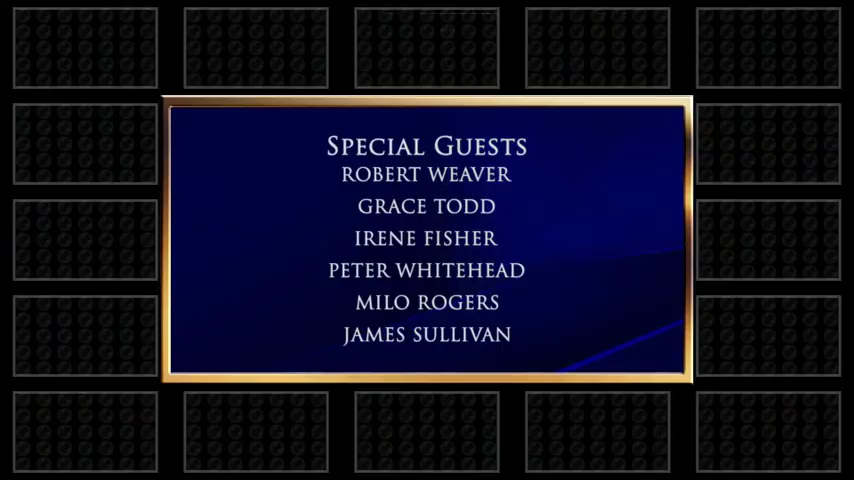 SPECIAL GUESTS
ROBERT WEAVER
GRACE TODD
IRENE FISHER
PETER WHITEHEAD
MILO ROGERS
JAMES SULLIVAN